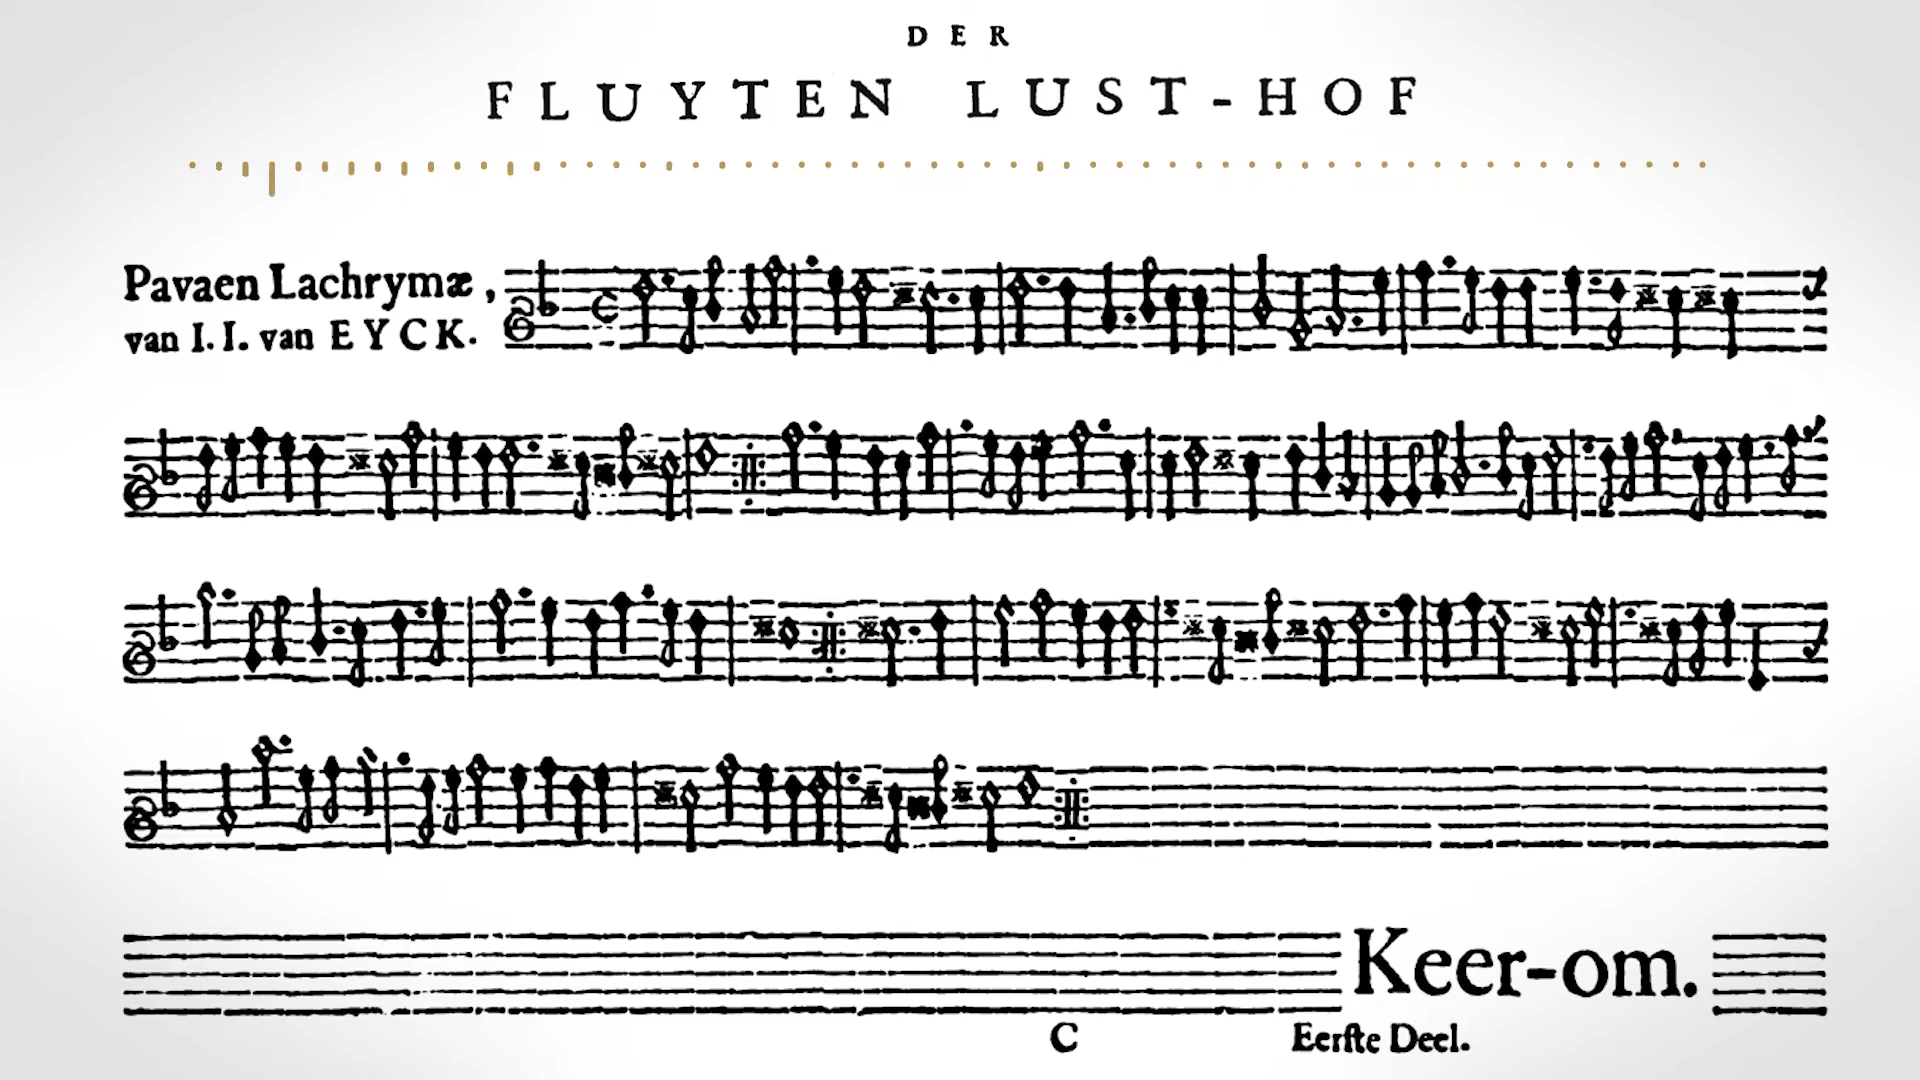 DER
FLUYTEN LUST-HOF
Pavaen Lachrymæ,
van I. I. van EYCK.
Keer-om.
C
Eerſte Deel.